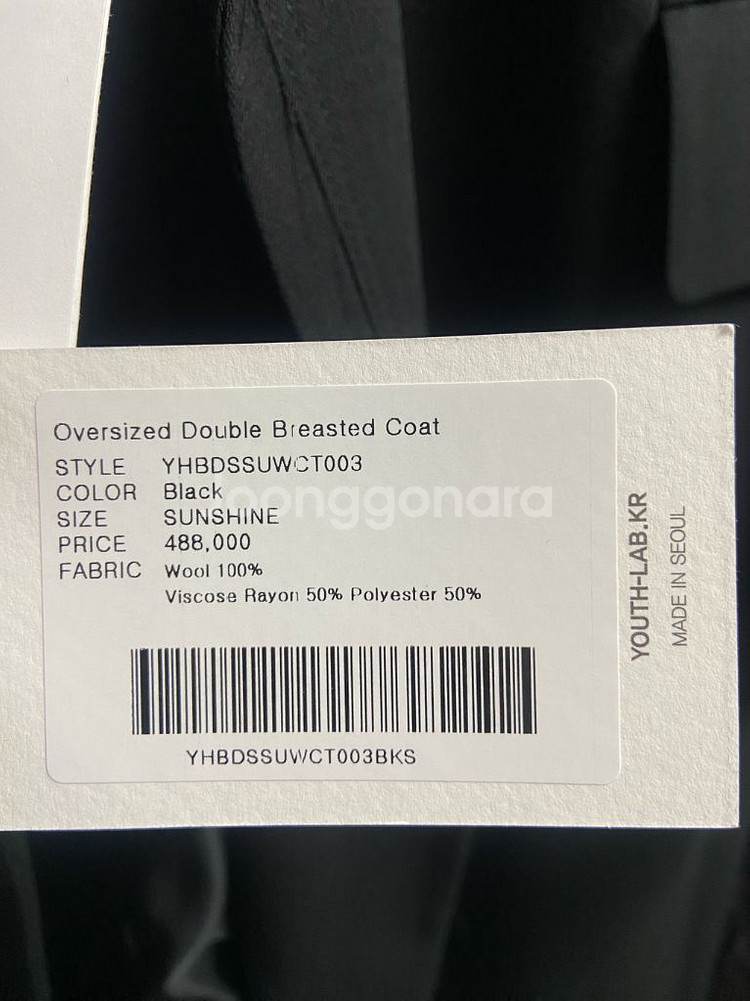 Oversized Double Breasted Coat
STYLE YHBDSSUWCT003
COLOR Black
SIZE SUNSHINE
PRICE 488,000
FABRIC Wool 100%
Viscose Rayon 50% Polyester 50%
YHBDSSUWCT003BKS
YOUTH-LAB.KR
MADE IN SEOUL
joonggonara